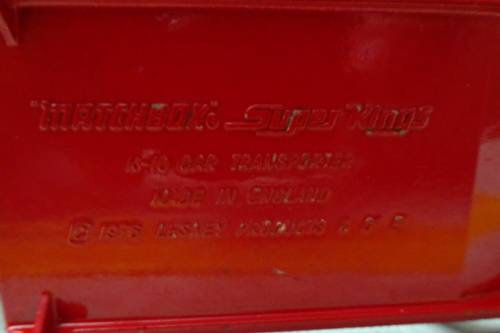 "MATCHBOX" Super Kings
K-10 CAR TRANSPORTER
MADE IN ENGLAND
© 1976 LESNEY PRODUCTS & Cº